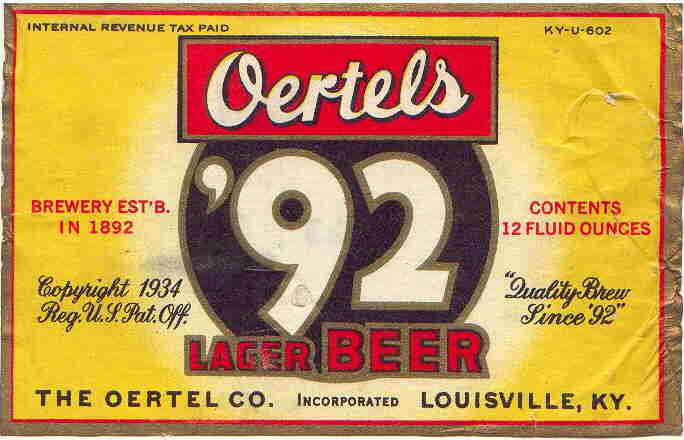 INTERNAL REVENUE TAX PAID
KY-U-602
Oertels
'92
BREWERY EST'B.
IN 1892
CONTENTS
12 FLUID OUNCES
Copyright 1934
Reg. U.S. Pat. Off.
"Quality Brew
Since '92"
LAGER BEER
THE OERTEL CO. INCORPORATED LOUISVILLE, KY.